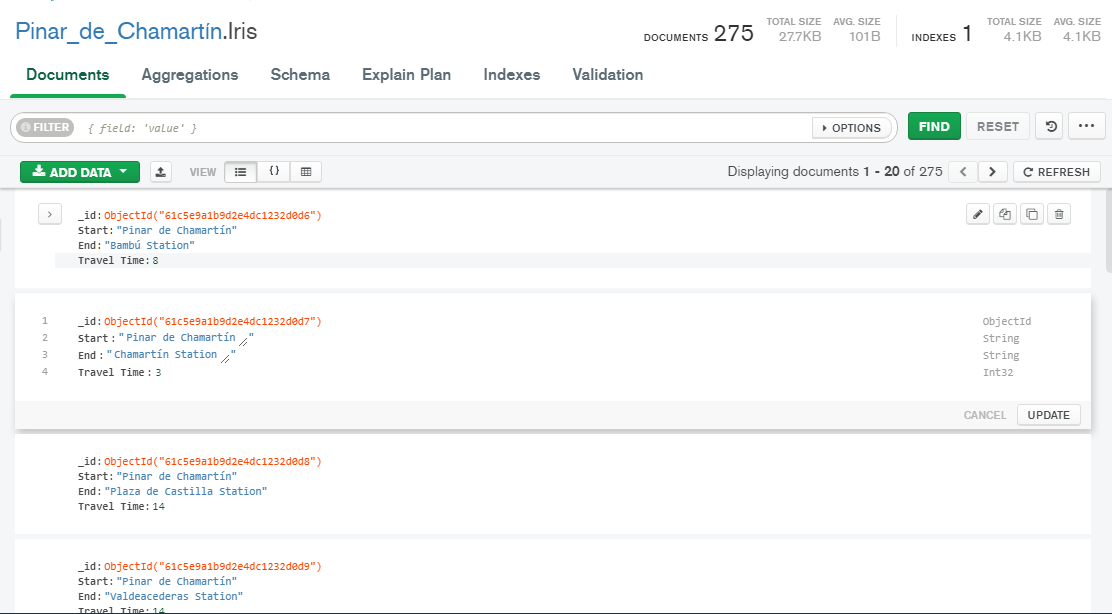 Pinar_de_Chamartín.Iris
DOCUMENTS 275 TOTAL SIZE 27.7KB AVG. SIZE 101B INDEXES 1 TOTAL SIZE 4.1KB AVG. SIZE 4.1KB
Documents Aggregations Schema Explain Plan Indexes Validation
FILTER { field: 'value' } OPTIONS FIND RESET
ADD DATA VIEW {} Displaying documents 1 - 20 of 275 REFRESH
_id: ObjectId("61c5e9a1b9d2e4dc1232d0d6")
Start: "Pinar de Chamartín"
End: "Bambú Station"
Travel Time: 8
1 _id: ObjectId("61c5e9a1b9d2e4dc1232d0d7") ObjectId
2 Start : "Pinar de Chamartín" String
3 End : "Chamartín Station" String
4 Travel Time : 3 Int32
CANCEL UPDATE
_id: ObjectId("61c5e9a1b9d2e4dc1232d0d8")
Start: "Pinar de Chamartín"
End: "Plaza de Castilla Station"
Travel Time: 14
_id: ObjectId("61c5e9a1b9d2e4dc1232d0d9")
Start: "Pinar de Chamartín"
End: "Valdeacederas Station"
Travel Time: 14